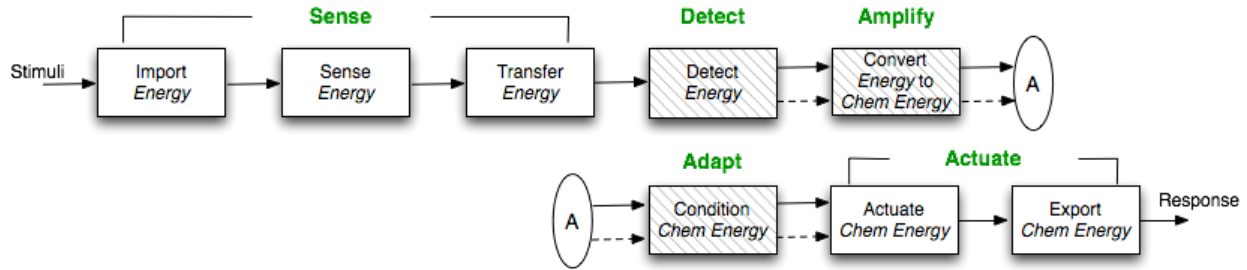 Sense
Detect
Amplify
Stimuli
Import
Energy
Sense
Energy
Transfer
Energy
Detect
Energy
Convert
Energy to
Chem Energy
A
Adapt
Actuate
A
Condition
Chem Energy
Actuate
Chem Energy
Export
Chem Energy
Response